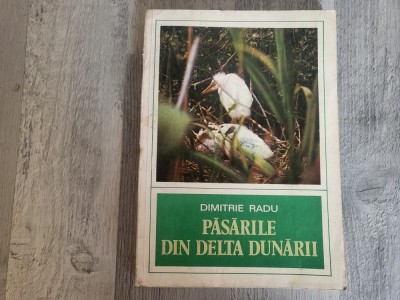 DIMITRIE RADU
PĂSĂRILE
DIN DELTA DUNĂRII